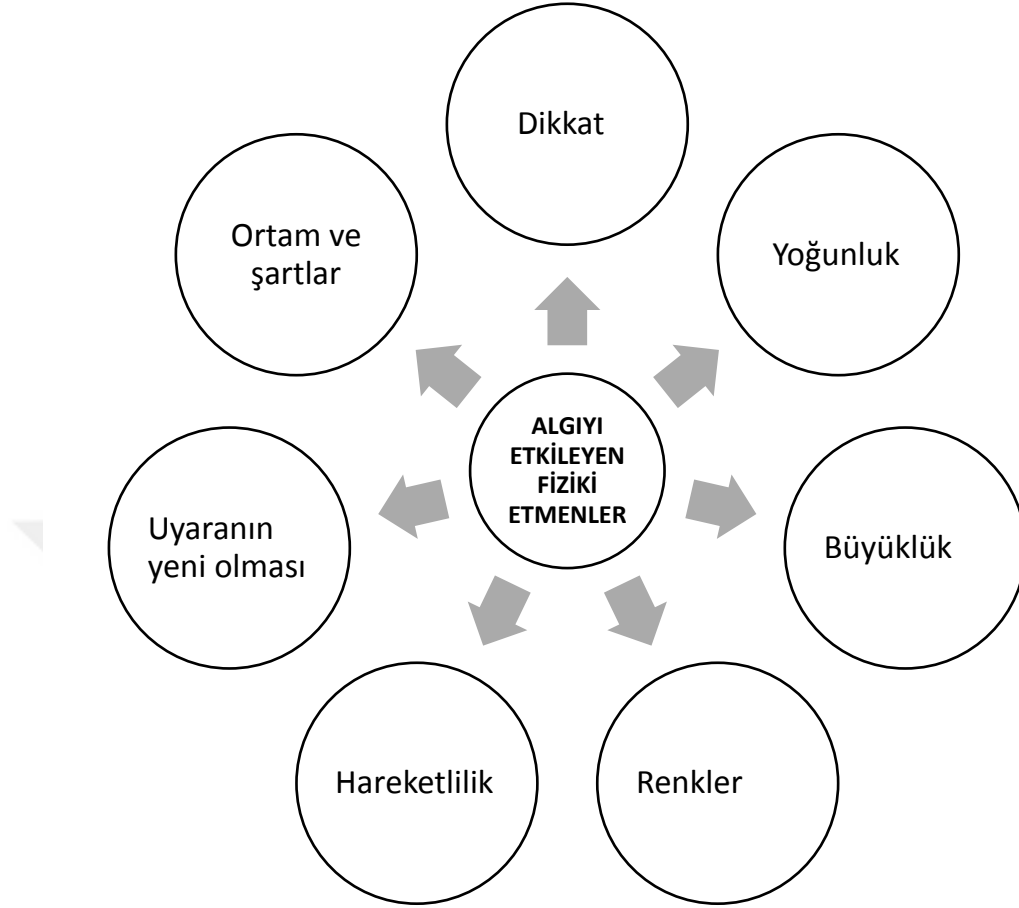 Dikkat
Yoğunluk
Büyüklük
Renkler
Hareketlilik
Uyaranın
yeni olması
Ortam ve
şartlar
ALGIYI
ETKİLEYEN
FİZİKİ
ETMENLER